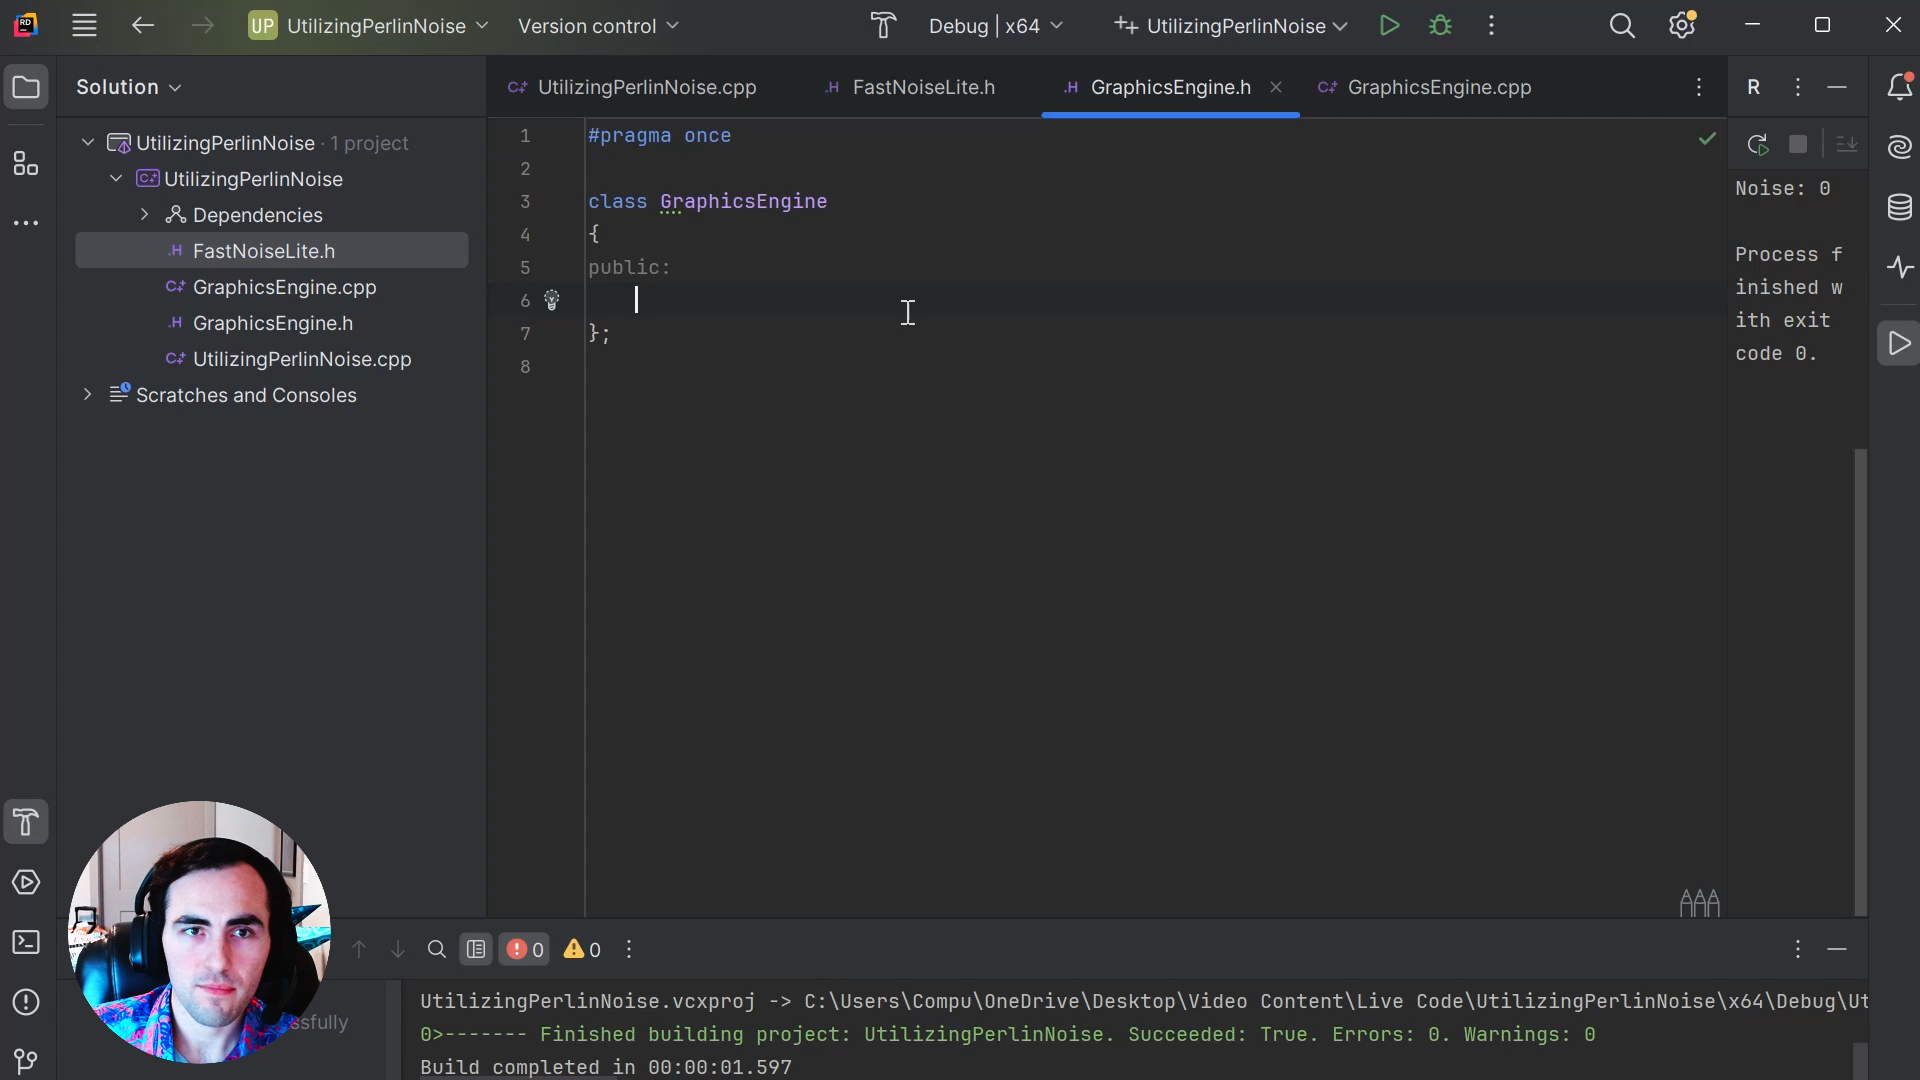 RD
UP UtilizingPerlinNoise
Version control
Debug | x64
UtilizingPerlinNoise
Solution
UtilizingPerlinNoise.cpp
.H FastNoiseLite.h
.H GraphicsEngine.h
GraphicsEngine.cpp
R
UtilizingPerlinNoise · 1 project
UtilizingPerlinNoise
Dependencies
.H FastNoiseLite.h
GraphicsEngine.cpp
.H GraphicsEngine.h
UtilizingPerlinNoise.cpp
Scratches and Consoles
1 #pragma once
2
3 class GraphicsEngine
4 {
5 public:
6
7 };
8
Noise: 0
Process f
inished w
ith exit
code 0.
0
0
ssfully
UtilizingPerlinNoise.vcxproj -> C:\Users\Compu\OneDrive\Desktop\Video Content\Live Code\UtilizingPerlinNoise\x64\Debug\Ut
0>------- Finished building project: UtilizingPerlinNoise. Succeeded: True. Errors: 0. Warnings: 0
Build completed in 00:00:01.597